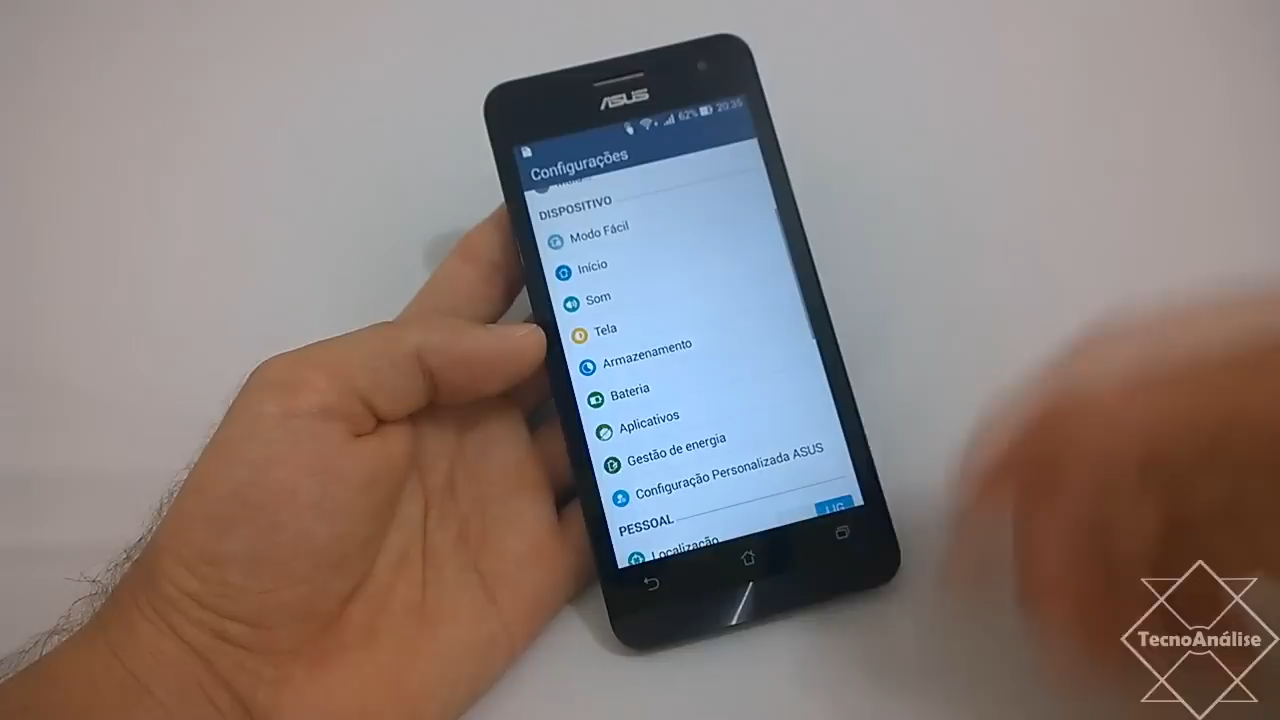 ASUS
62% 20:35
Configurações
DISPOSITIVO
Modo Fácil
Início
Som
Tela
Armazenamento
Bateria
Aplicativos
Gestão de energia
Configuração Personalizada ASUS
PESSOAL
Localização
TecnoAnálise